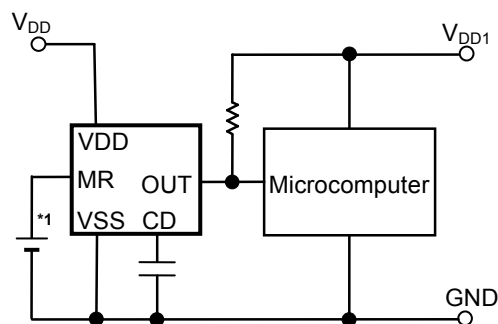 VDD
VDD1
VDD
MR
OUT
Microcomputer
*1
VSS
CD
GND